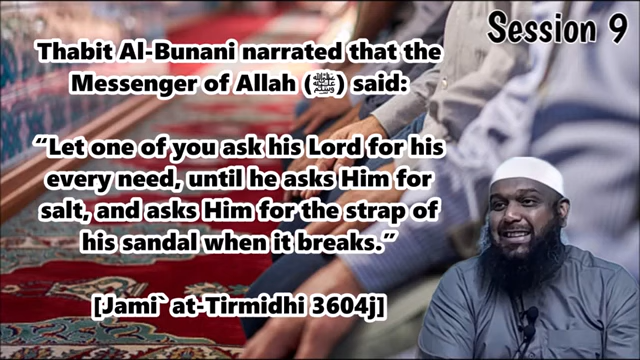 Session 9
Thabit Al-Bunani narrated that the
Messenger of Allah (ﷺ) said:
“Let one of you ask his Lord for his
every need, until he asks Him for
salt, and asks Him for the strap of
his sandal when it breaks.”
[Jami` at-Tirmidhi 3604j]